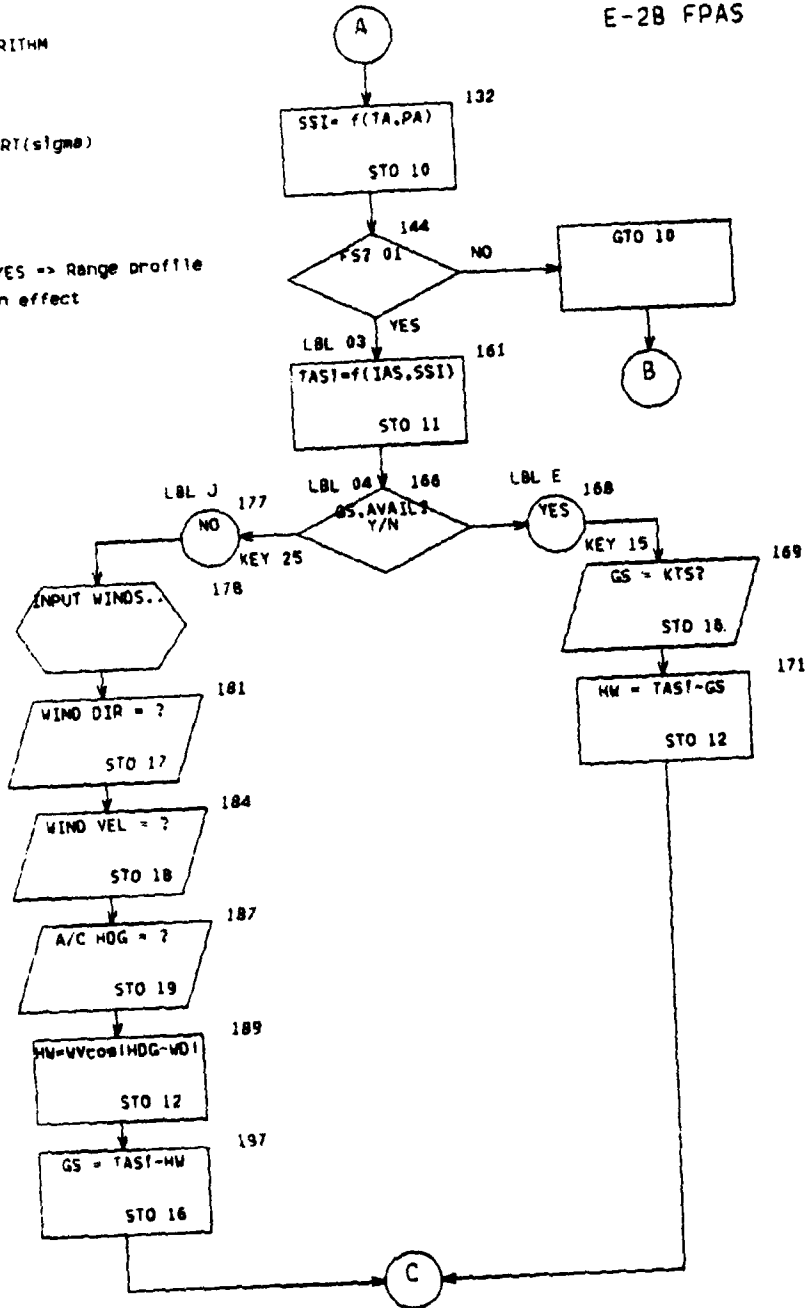 E-2B FPAS
RITHM
A
132
SSI= f(TA,PA)
STO 10
RT(sigma)
144
FS? 01
NO
GTO 10
YES => Range profile
n effect
YES
LBL 03
161
TAS!=f(IAS,SSI)
STO 11
B
LBL J
177
NO
KEY 25
LBL 04
166
GS.AVAIL?
Y/N
LBL E
168
YES
KEY 15
169
GS = KTS?
STO 16.
178
INPUT WINDS..
171
HW = TAS!-GS
STO 12
181
WIND DIR = ?
STO 17
184
WIND VEL = ?
STO 18
187
A/C HDG = ?
STO 19
189
HW=WVcos!HDG-WD!
STO 12
197
GS = TAS!-HW
STO 16
C